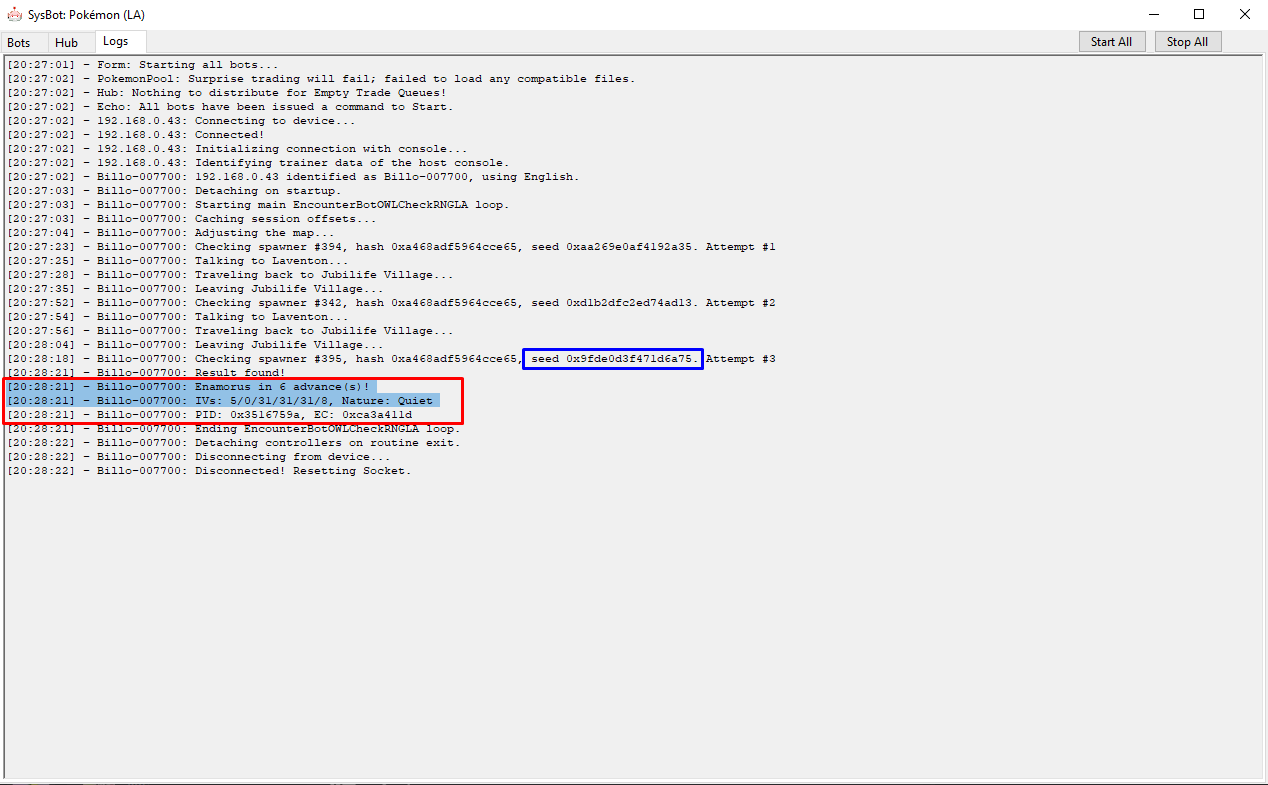 SysBot: Pokémon (LA)
Bots Hub Logs Start All Stop All
[20:27:01] - Form: Starting all bots...
[20:27:02] - PokemonPool: Surprise trading will fail; failed to load any compatible files.
[20:27:02] - Hub: Nothing to distribute for Empty Trade Queues!
[20:27:02] - Echo: All bots have been issued a command to Start.
[20:27:02] - 192.168.0.43: Connecting to device...
[20:27:02] - 192.168.0.43: Connected!
[20:27:02] - 192.168.0.43: Initializing connection with console...
[20:27:02] - 192.168.0.43: Identifying trainer data of the host console.
[20:27:02] - Billo-007700: 192.168.0.43 identified as Billo-007700, using English.
[20:27:03] - Billo-007700: Detaching on startup.
[20:27:03] - Billo-007700: Starting main EncounterBotOWLCheckRNGLA loop.
[20:27:03] - Billo-007700: Caching session offsets...
[20:27:04] - Billo-007700: Adjusting the map...
[20:27:23] - Billo-007700: Checking spawner #394, hash 0xa468adf5964cce65, seed 0xaa269e0af4192a35. Attempt #1
[20:27:25] - Billo-007700: Talking to Laventon...
[20:27:28] - Billo-007700: Traveling back to Jubilife Village...
[20:27:35] - Billo-007700: Leaving Jubilife Village...
[20:27:52] - Billo-007700: Checking spawner #342, hash 0xa468adf5964cce65, seed 0xd1b2dfc2ed74ad13. Attempt #2
[20:27:54] - Billo-007700: Talking to Laventon...
[20:27:56] - Billo-007700: Traveling back to Jubilife Village...
[20:28:04] - Billo-007700: Leaving Jubilife Village...
[20:28:18] - Billo-007700: Checking spawner #395, hash 0xa468adf5964cce65, seed 0x9fde0d3f471d6a75. Attempt #3
[20:28:21] - Billo-007700: Result found!
[20:28:21] - Billo-007700: Enamorus in 6 advance(s)!
[20:28:21] - Billo-007700: IVs: 5/0/31/31/31/8, Nature: Quiet
[20:28:21] - Billo-007700: PID: 0x3516759a, EC: 0xca3a411d
[20:28:21] - Billo-007700: Ending EncounterBotOWLCheckRNGLA loop.
[20:28:22] - Billo-007700: Detaching controllers on routine exit.
[20:28:22] - Billo-007700: Disconnecting from device...
[20:28:22] - Billo-007700: Disconnected! Resetting Socket.